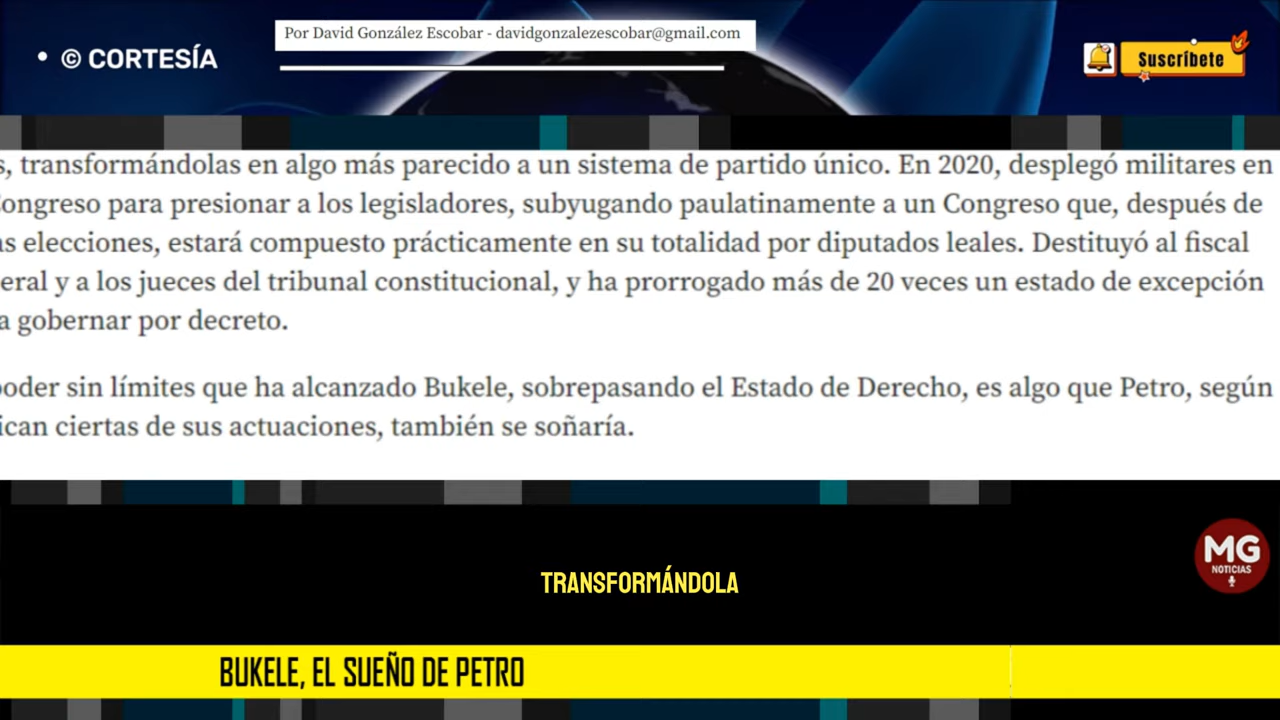 Por David González Escobar - davidgonzalezescobar@gmail.com
• © CORTESÍA
Suscríbete
s, transformándolas en algo más parecido a un sistema de partido único. En 2020, desplegó militares en
Congreso para presionar a los legisladores, subyugando paulatinamente a un Congreso que, después de
as elecciones, estará compuesto prácticamente en su totalidad por diputados leales. Destituyó al fiscal
eral y a los jueces del tribunal constitucional, y ha prorrogado más de 20 veces un estado de excepción
a gobernar por decreto.
poder sin límites que ha alcanzado Bukele, sobrepasando el Estado de Derecho, es algo que Petro, según
ican ciertas de sus actuaciones, también se soñaría.
MG
NOTICIAS
TRANSFORMÁNDOLA
BUKELE, EL SUEÑO DE PETRO